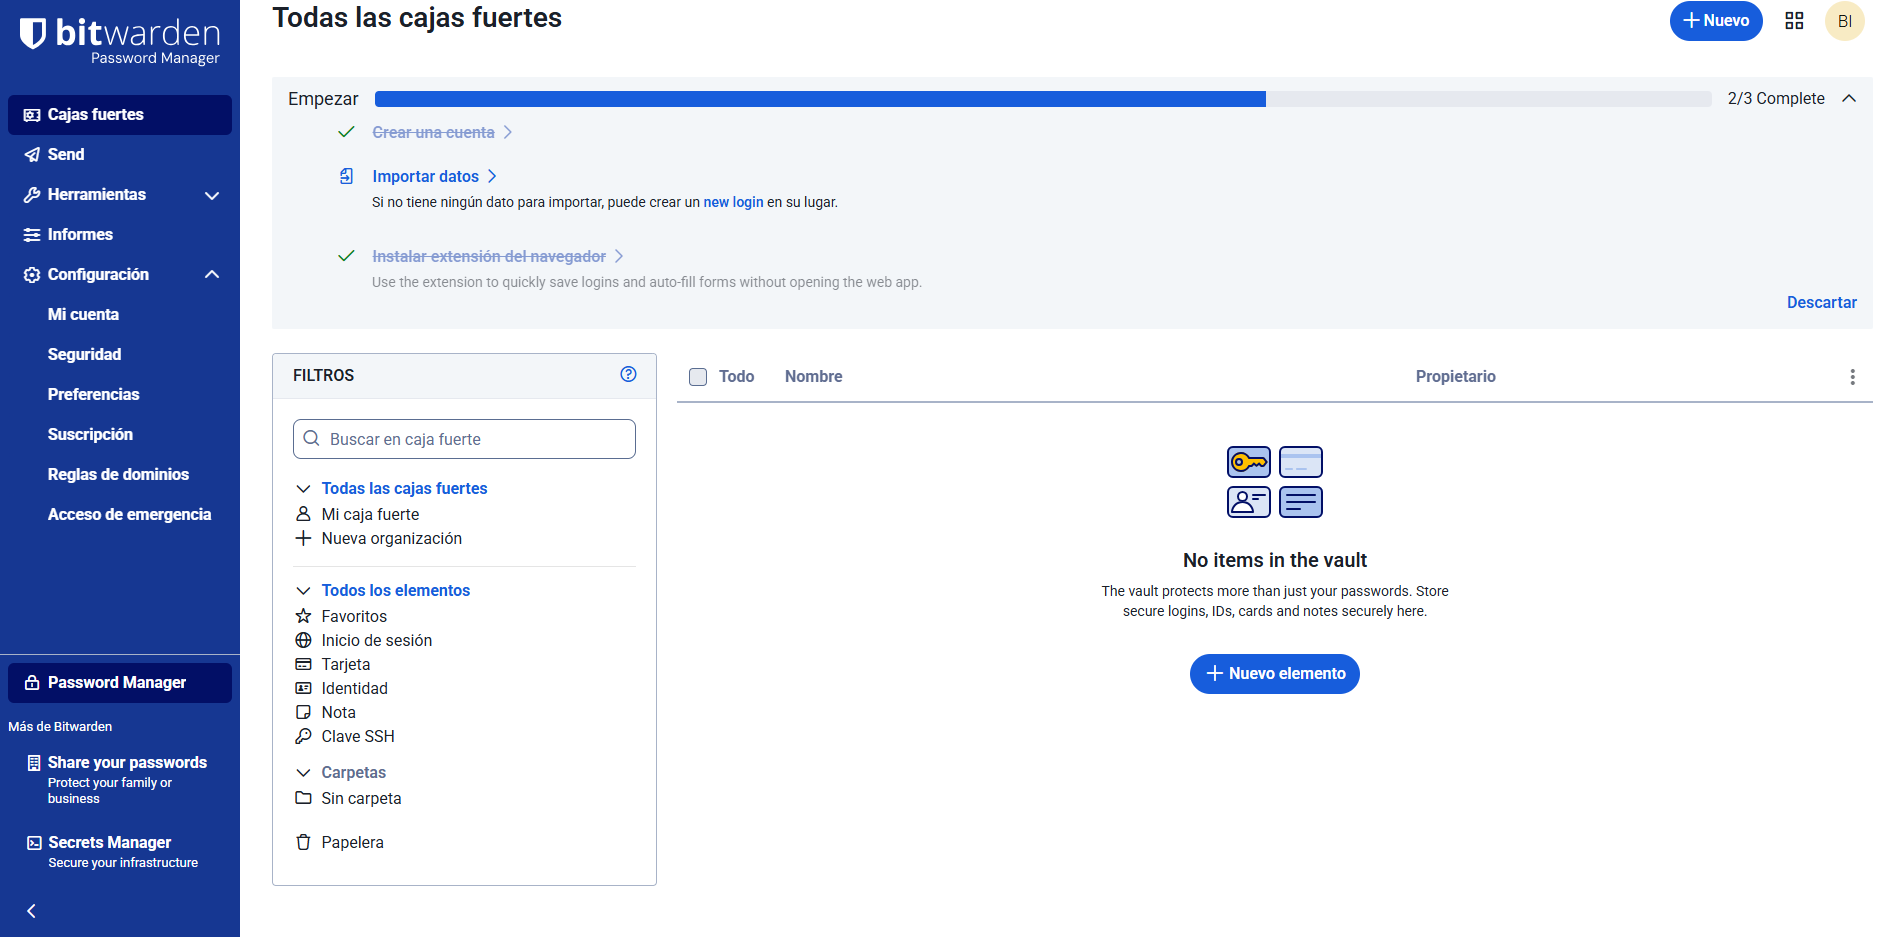 bitwarden
Password Manager
Cajas fuertes
Send
Herramientas
Informes
Configuración
Mi cuenta
Seguridad
Preferencias
Suscripción
Reglas de dominios
Acceso de emergencia
Password Manager
Más de Bitwarden
Share your passwords
Protect your family or
business
Secrets Manager
Secure your infrastructure
Todas las cajas fuertes
Nuevo
BI
Empezar
2/3 Complete
Crear una cuenta
Importar datos
Si no tiene ningún dato para importar, puede crear un new login en su lugar.
Instalar extensión del navegador
Use the extension to quickly save logins and auto-fill forms without opening the web app.
Descartar
FILTROS
Buscar en caja fuerte
Todas las cajas fuertes
Mi caja fuerte
Nueva organización
Todos los elementos
Favoritos
Inicio de sesión
Tarjeta
Identidad
Nota
Clave SSH
Carpetas
Sin carpeta
Papelera
Todo Nombre Propietario
No items in the vault
The vault protects more than just your passwords. Store
secure logins, IDs, cards and notes securely here.
Nuevo elemento